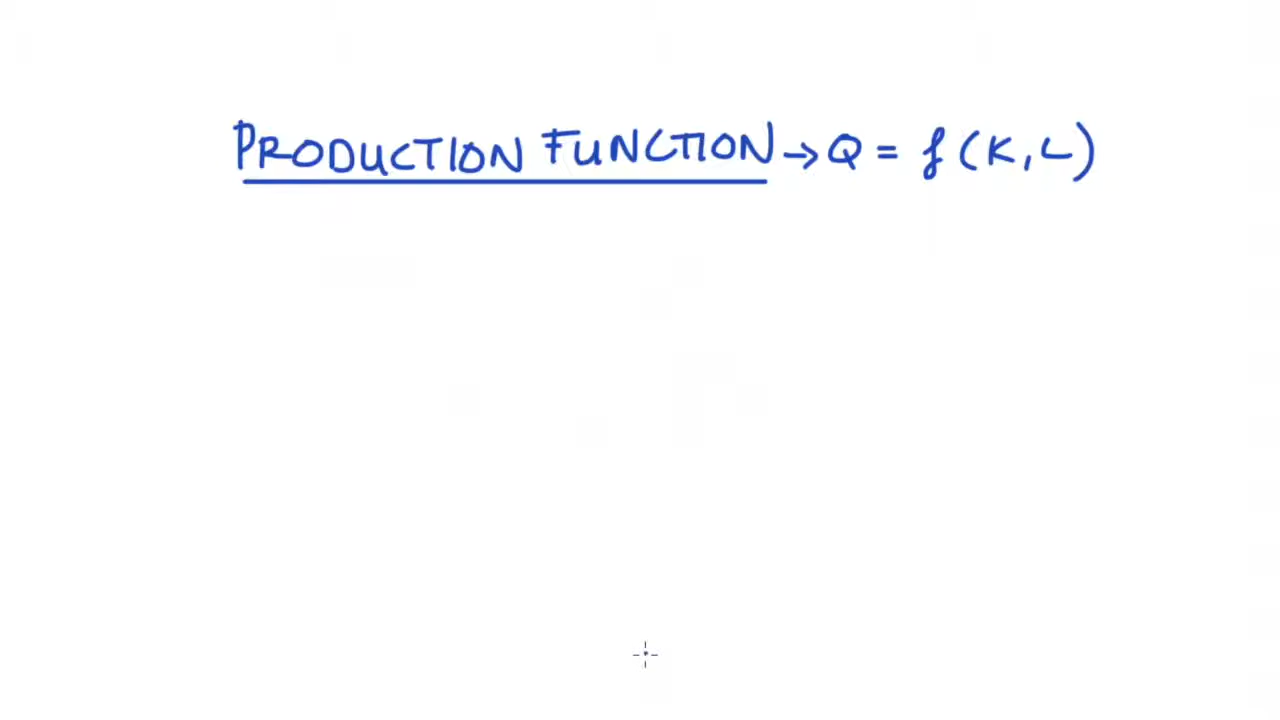 PRODUCTION FUNCTION → Q = f (K, L)